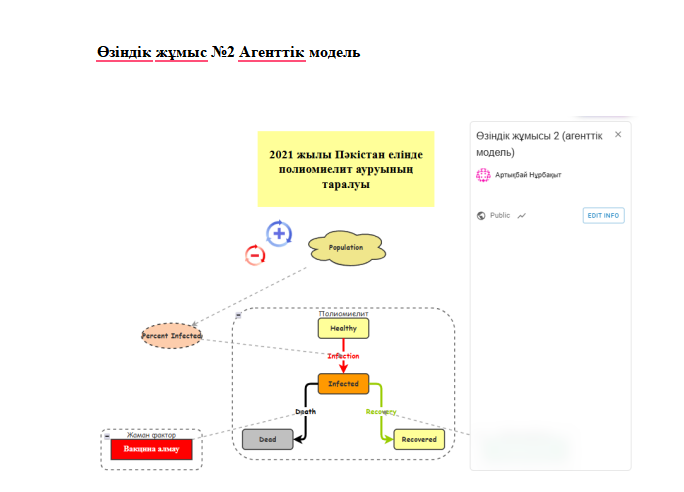 Өзіндік жұмыс №2 Агенттік модель
2021 жылы Пәкістан елінде
полиомиелит ауруының
таралуы
Өзіндік жұмысы 2 (агенттік
модель)
Артықбай Нұрбақыт
Public
EDIT INFO
Population
Percent Infected
Полиомиелит
Healthy
Infection
Infected
Death
Recovery
Dead
Recovered
Жаман фактор
Вакцина алмау